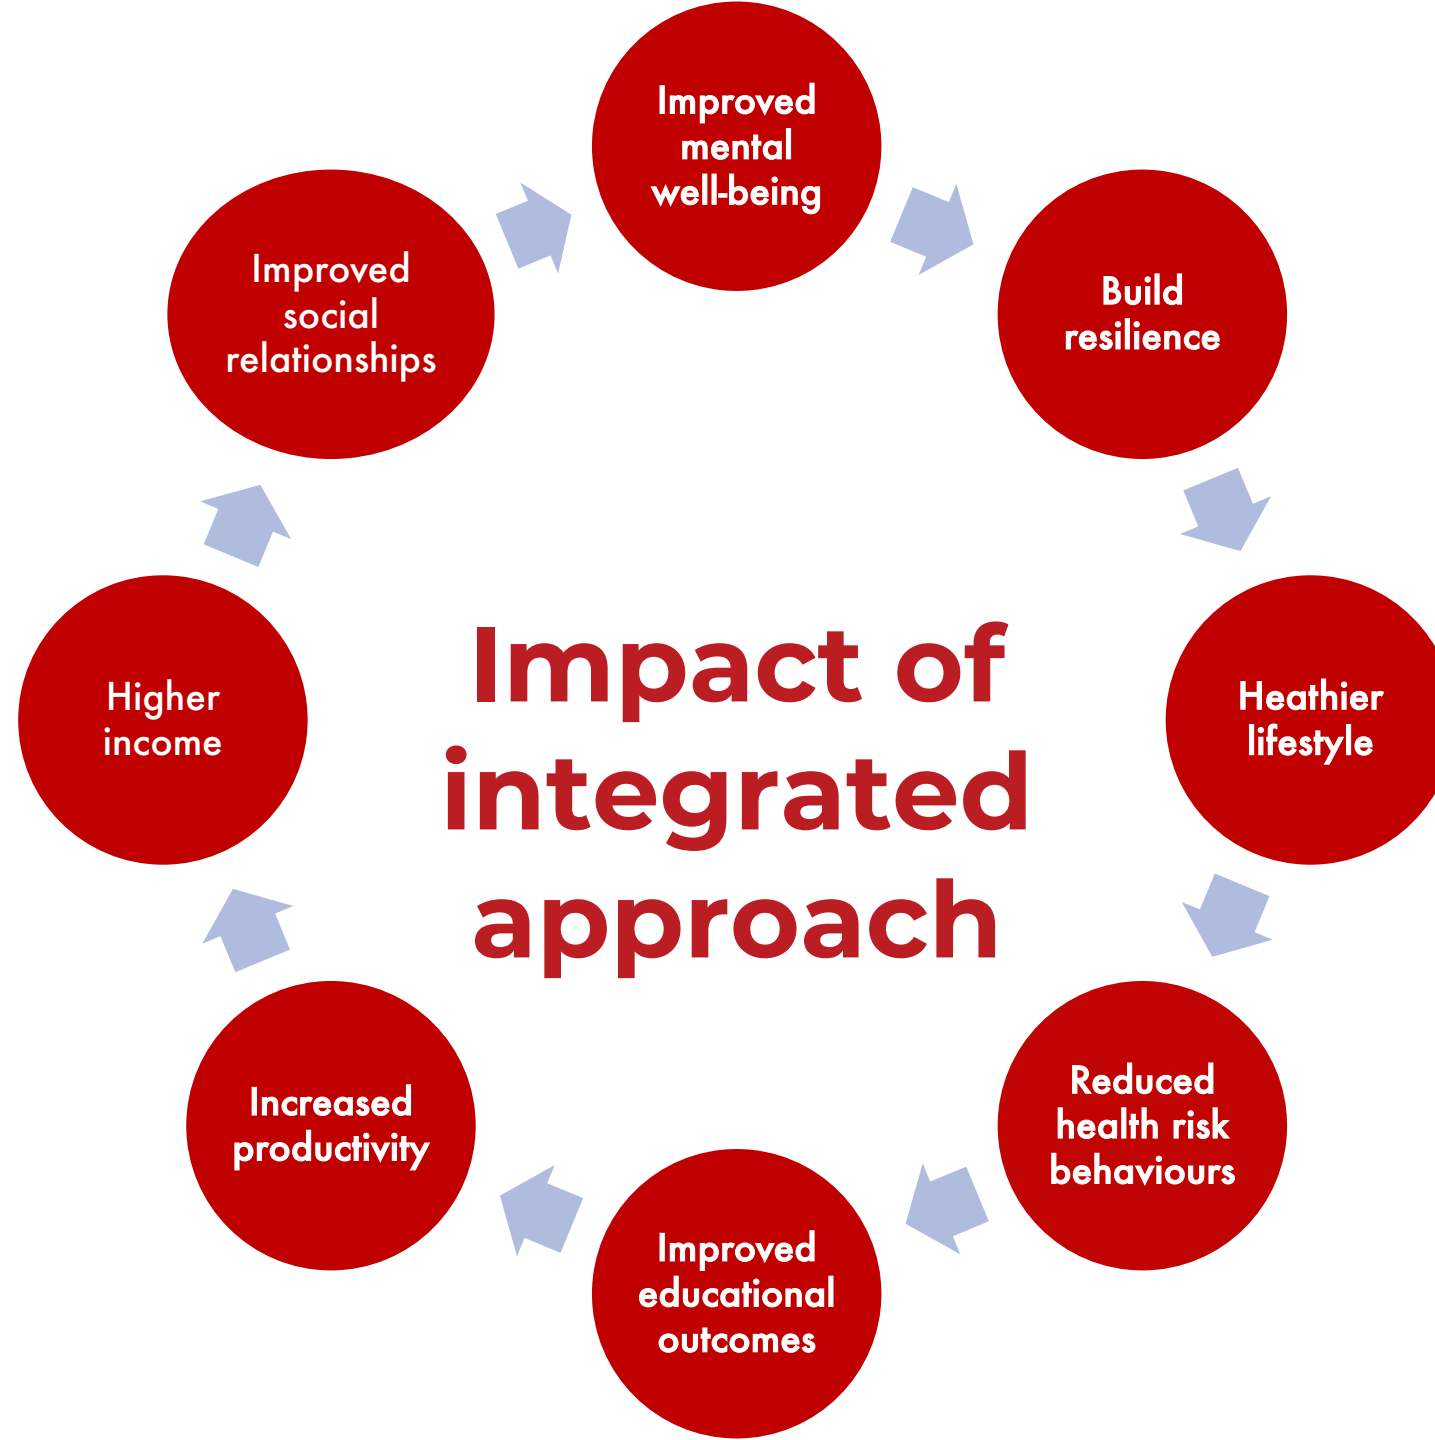 Improved
mental
well-being
Build
resilience
Heathier
lifestyle
Reduced
health risk
behaviours
Improved
educational
outcomes
Increased
productivity
Higher
income
Improved
social
relationships
Impact of
integrated
approach